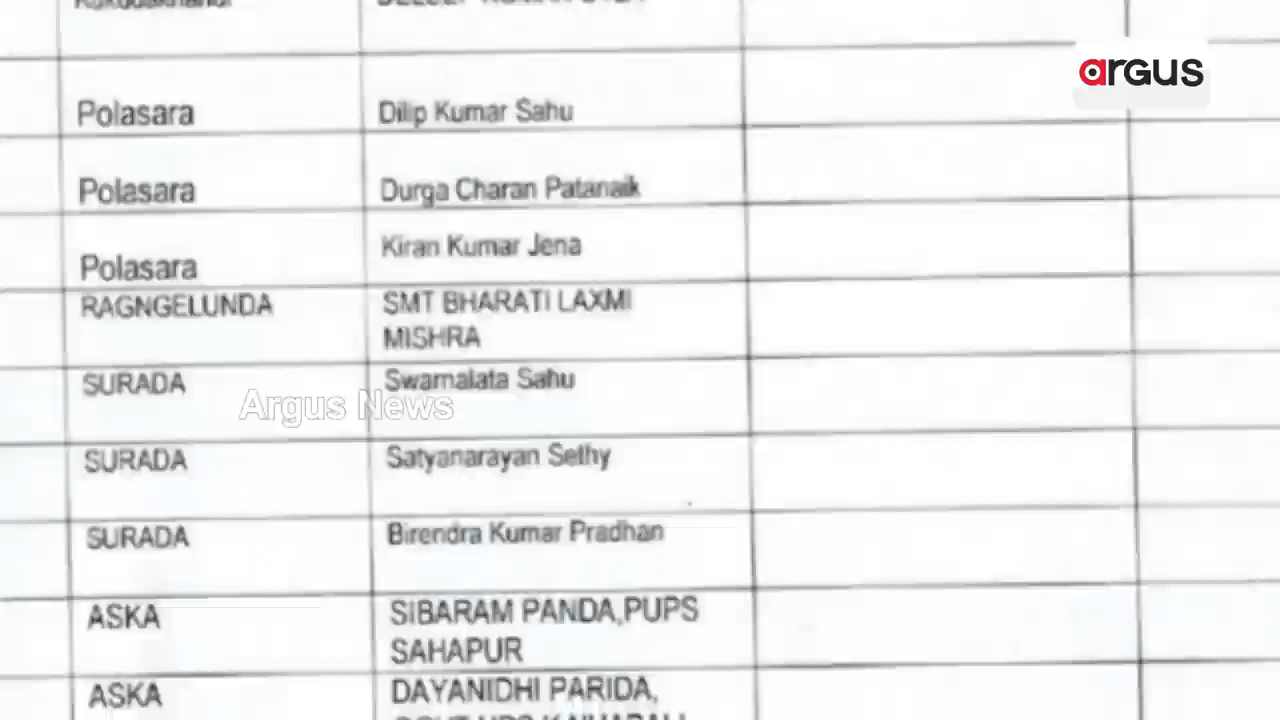 argus
Polasara
Dilip Kumar Sahu
Polasara
Durga Charan Patanaik
Polasara
Kiran Kumar Jena
RAGNGELUNDA
SMT BHARATI LAXMI
MISHRA
SURADA
Swarnalata Sahu
Argus News
SURADA
Satyanarayan Sethy
SURADA
Birendra Kumar Pradhan
ASKA
SIBARAM PANDA,PUPS
SAHAPUR
ASKA
DAYANIDHI PARIDA,